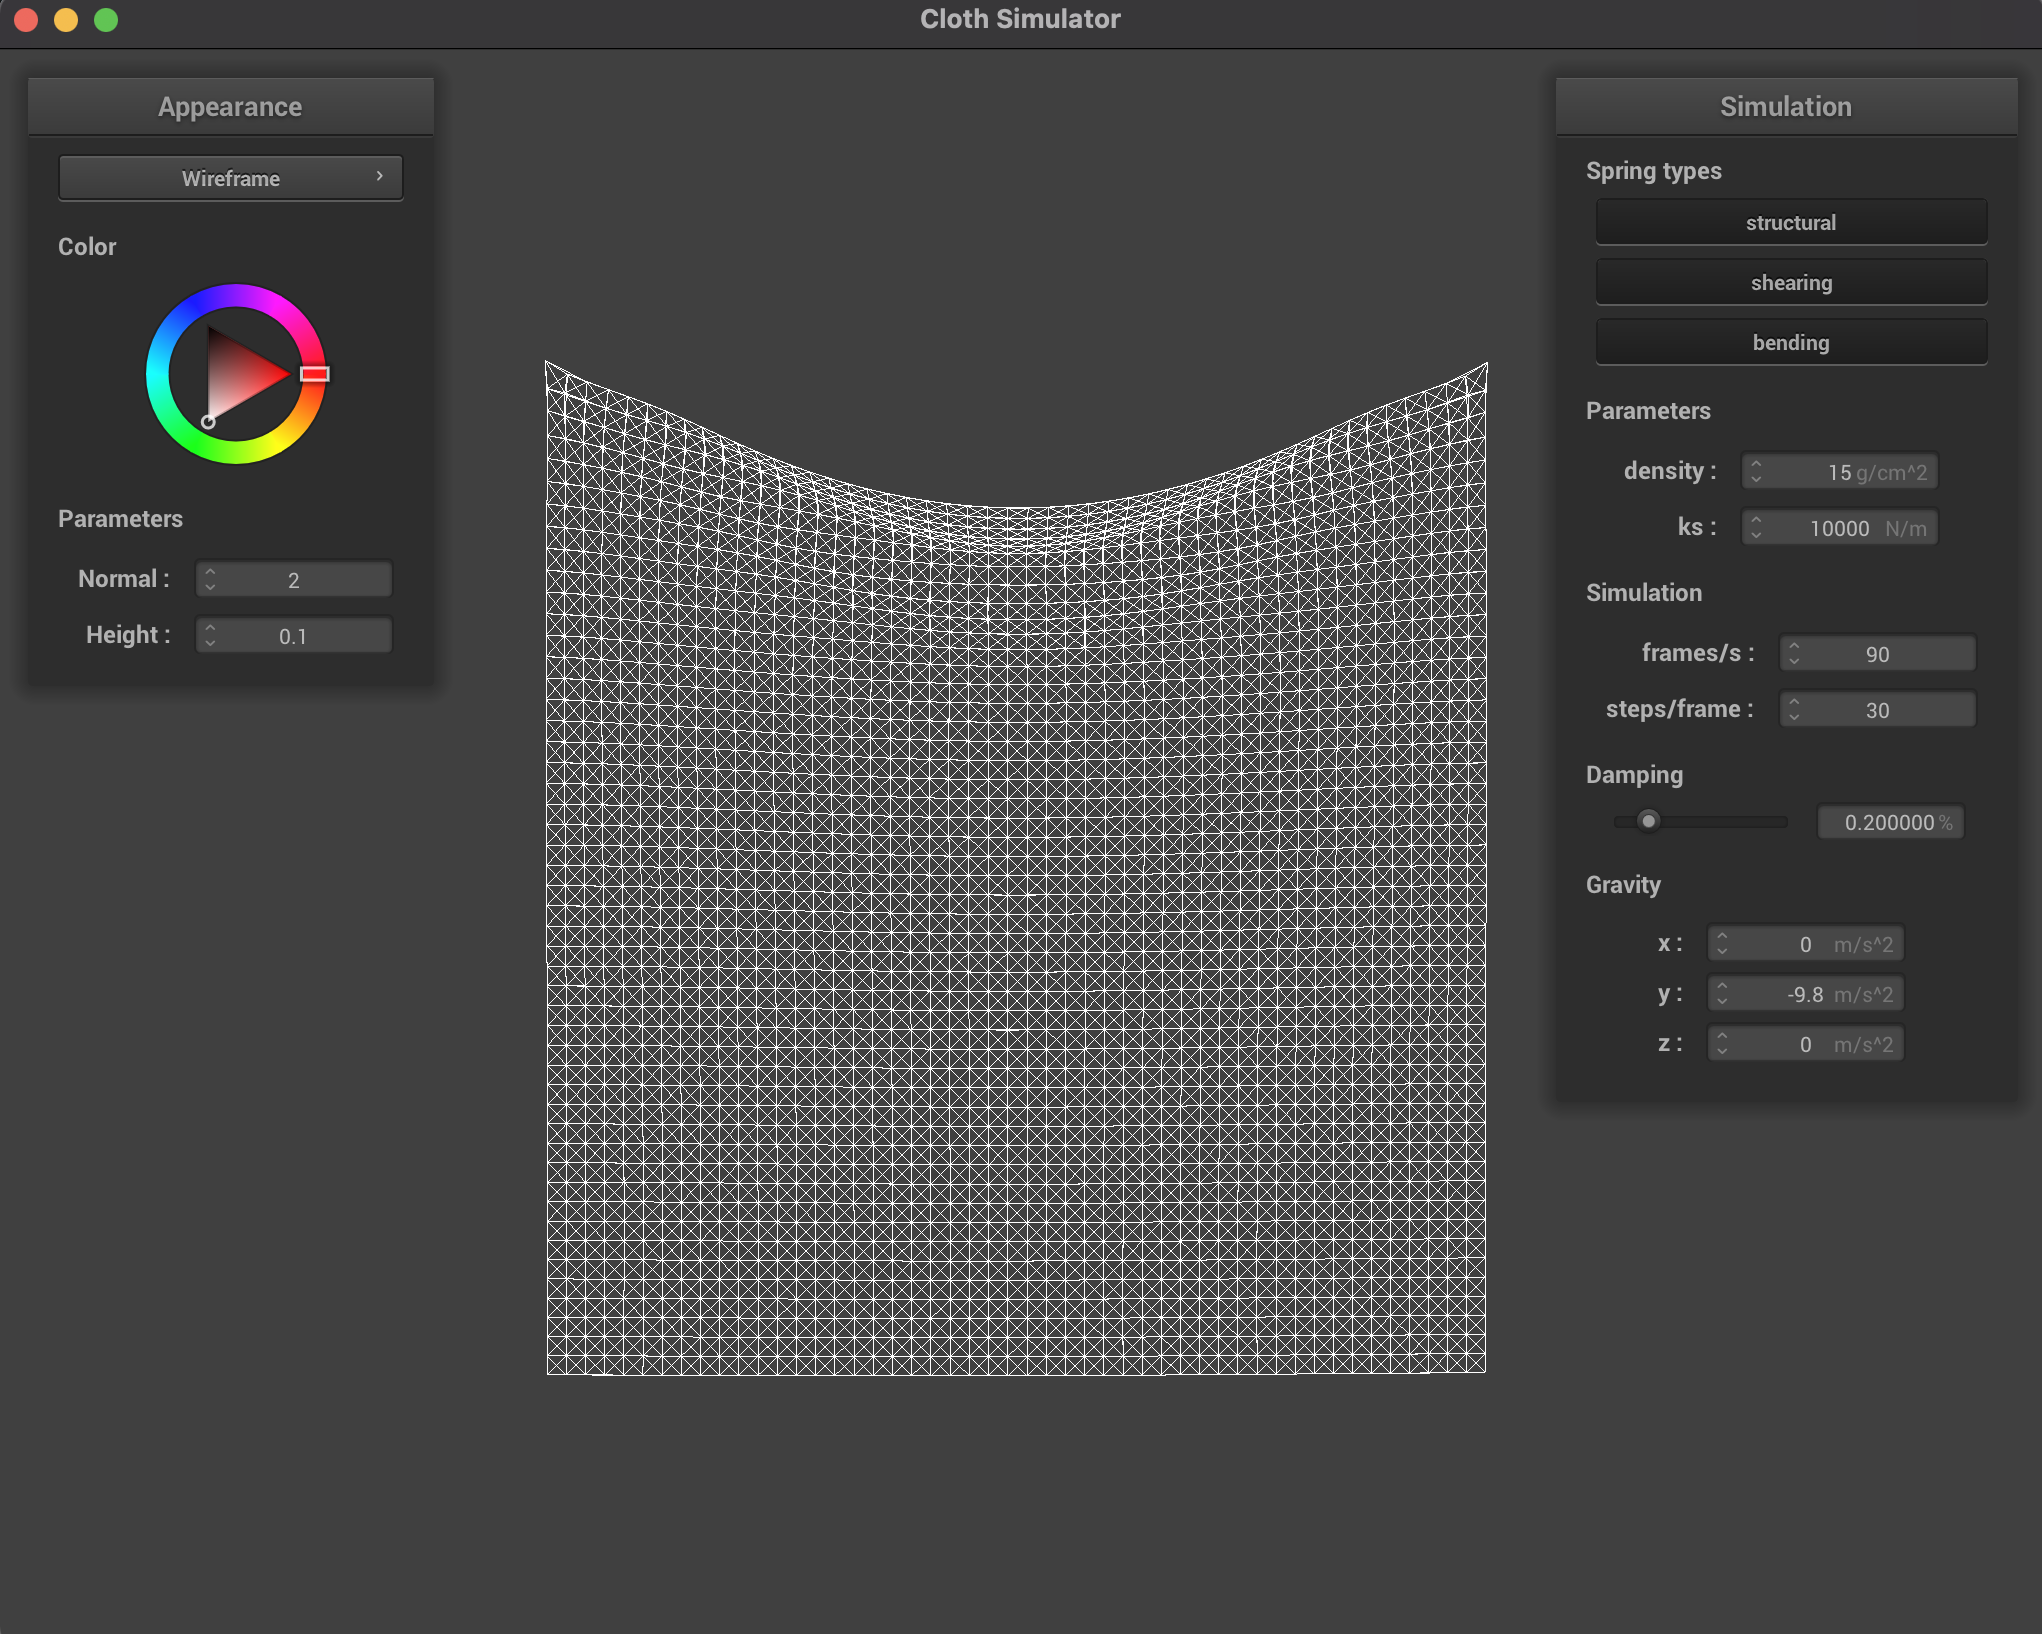 Cloth Simulator
Appearance
Wireframe
Color
Parameters
Normal : 2
Height : 0.1
Simulation
Spring types
structural
shearing
bending
Parameters
density : 15 g/cm^2
ks : 10000 N/m
Simulation
frames/s : 90
steps/frame : 30
Damping
0.200000 %
Gravity
x : 0 m/s^2
y : -9.8 m/s^2
z : 0 m/s^2